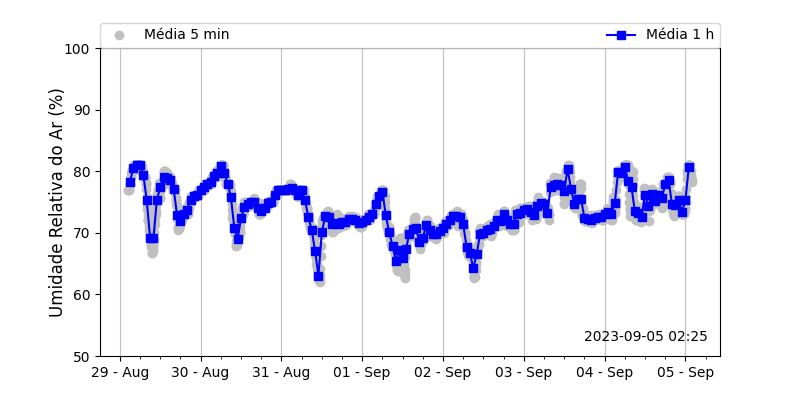 Média 5 min
Média 1 h
Umidade Relativa do Ar (%)
100
90
80
70
60
50
2023-09-05 02:25
29 - Aug
30 - Aug
31 - Aug
01 - Sep
02 - Sep
03 - Sep
04 - Sep
05 - Sep